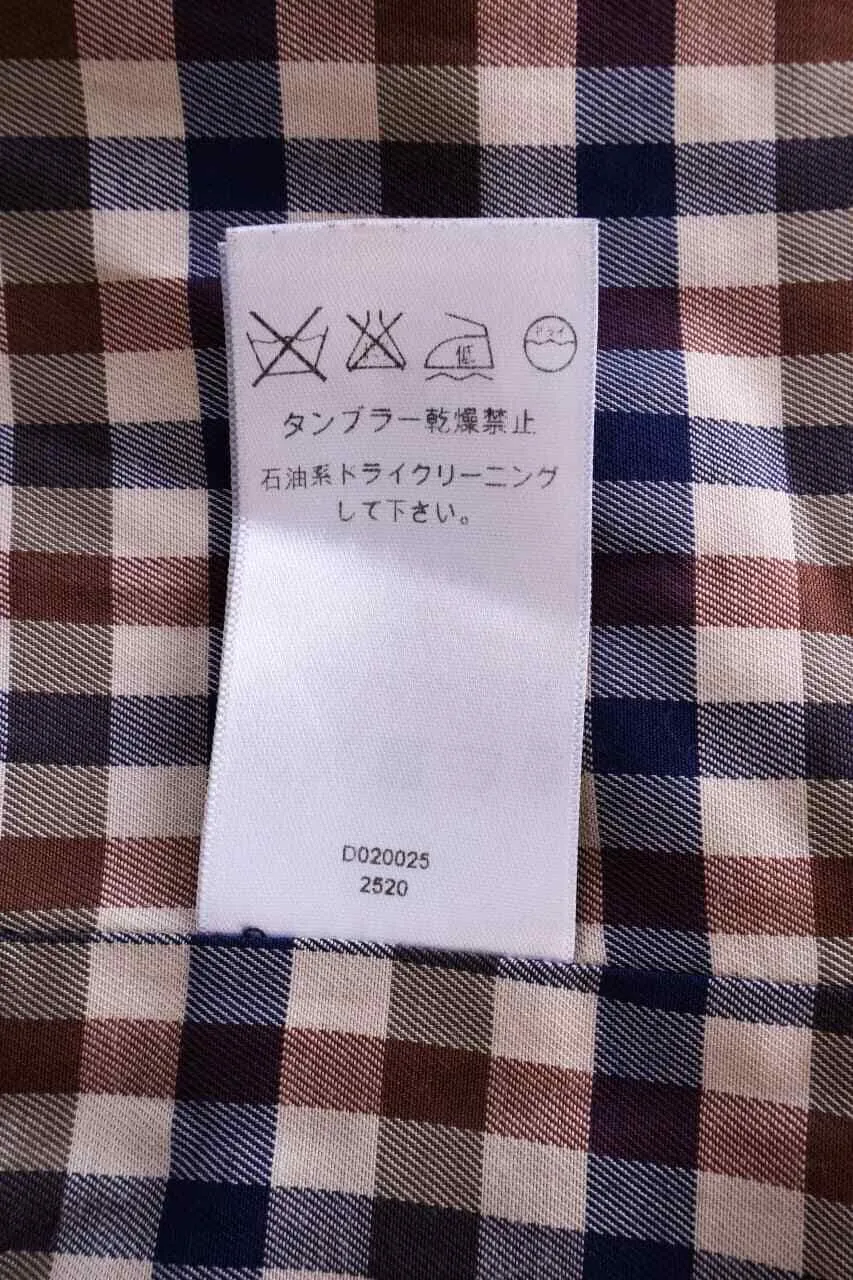 低 ドライ
タンブラー乾燥禁止
石油系ドライクリーニング
して下さい。
D020025
2520